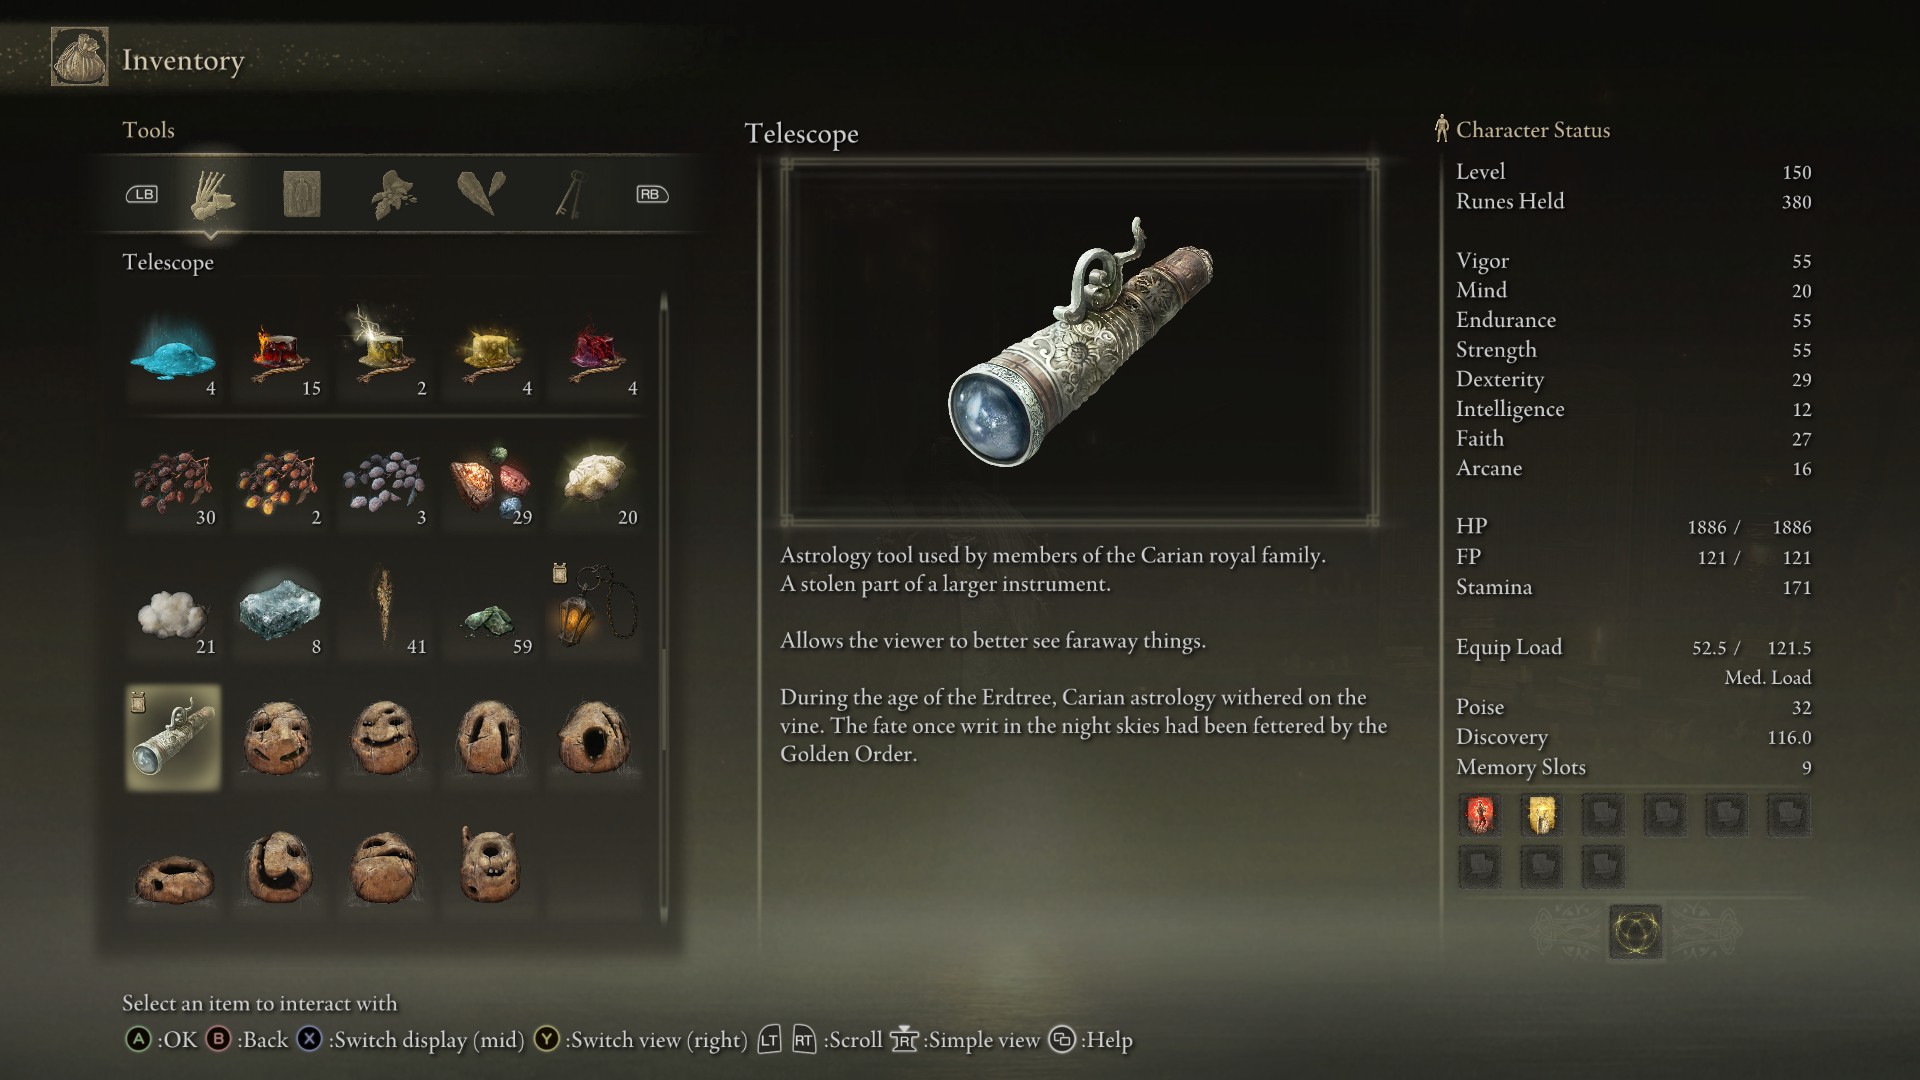 Inventory
Tools
LB
RB
Telescope
4
15
2
4
4
30
2
3
29
20
21
8
41
59
Telescope
Astrology tool used by members of the Carian royal family.
A stolen part of a larger instrument.
Allows the viewer to better see faraway things.
During the age of the Erdtree, Carian astrology withered on the
vine. The fate once writ in the night skies had been fettered by the
Golden Order.
Character Status
Level 150
Runes Held 380
Vigor 55
Mind 20
Endurance 55
Strength 55
Dexterity 29
Intelligence 12
Faith 27
Arcane 16
HP 1886 / 1886
FP 121 / 121
Stamina 171
Equip Load 52.5 / 121.5
Med. Load
Poise 32
Discovery 116.0
Memory Slots 9
Select an item to interact with
A :OK B :Back X :Switch display (mid) Y :Switch view (right) LT RT :Scroll R :Simple view :Help